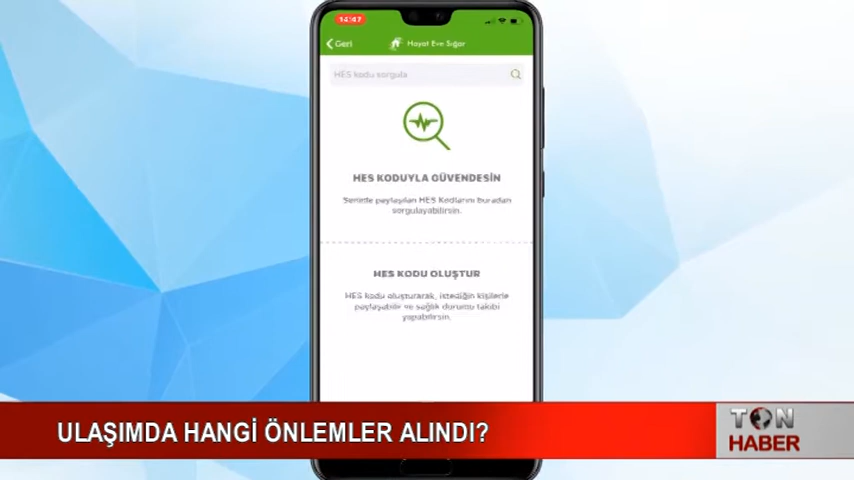 14:47
Geri
Hayat Eve Sığar
HES kodu sorgula
HES KODUYLA GÜVENDESİN
Seninle paylaşılan HES Kodlarını buradan
sorgulayabilirsin.
HES KODU OLUŞTUR
HES kodu oluşturarak, istediğin kişilerle
paylaşabilir ve sağlık durumu takibi
yapabilirsin.
ULAŞIMDA HANGİ ÖNLEMLER ALINDI?
TON
HABER